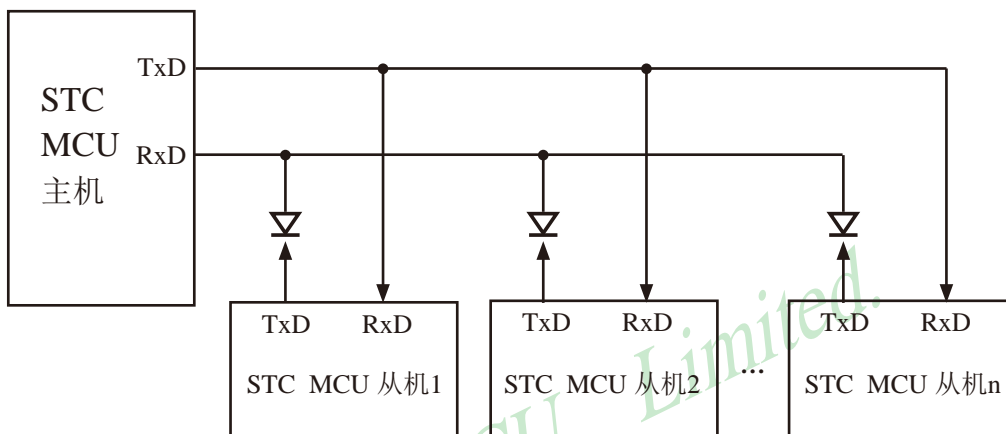 TxD
STC
MCU
RxD
主机
TxD RxD
STC MCU 从机1
TxD RxD
STC MCU 从机2
...
TxD RxD
STC MCU 从机n
CU Limited.